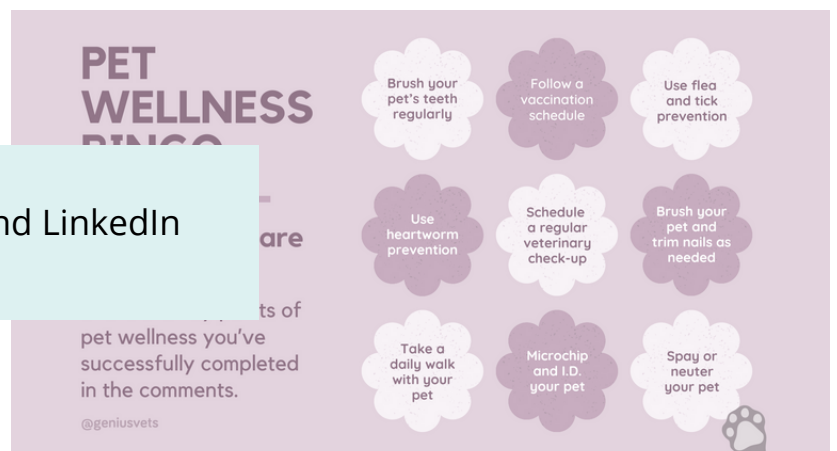 PET
WELLNESS
BINGO
nd LinkedIn
are
ts of
pet wellness you've
successfully completed
in the comments.
@geniusvets
Brush your
pet's teeth
regularly
Follow a
vaccination
schedule
Use flea
and tick
prevention
Use
heartworm
prevention
Schedule
a regular
veterinary
check-up
Brush your
pet and
trim nails as
needed
Take a
daily walk
with your
pet
Microchip
and I.D.
your pet
Spay or
neuter
your pet